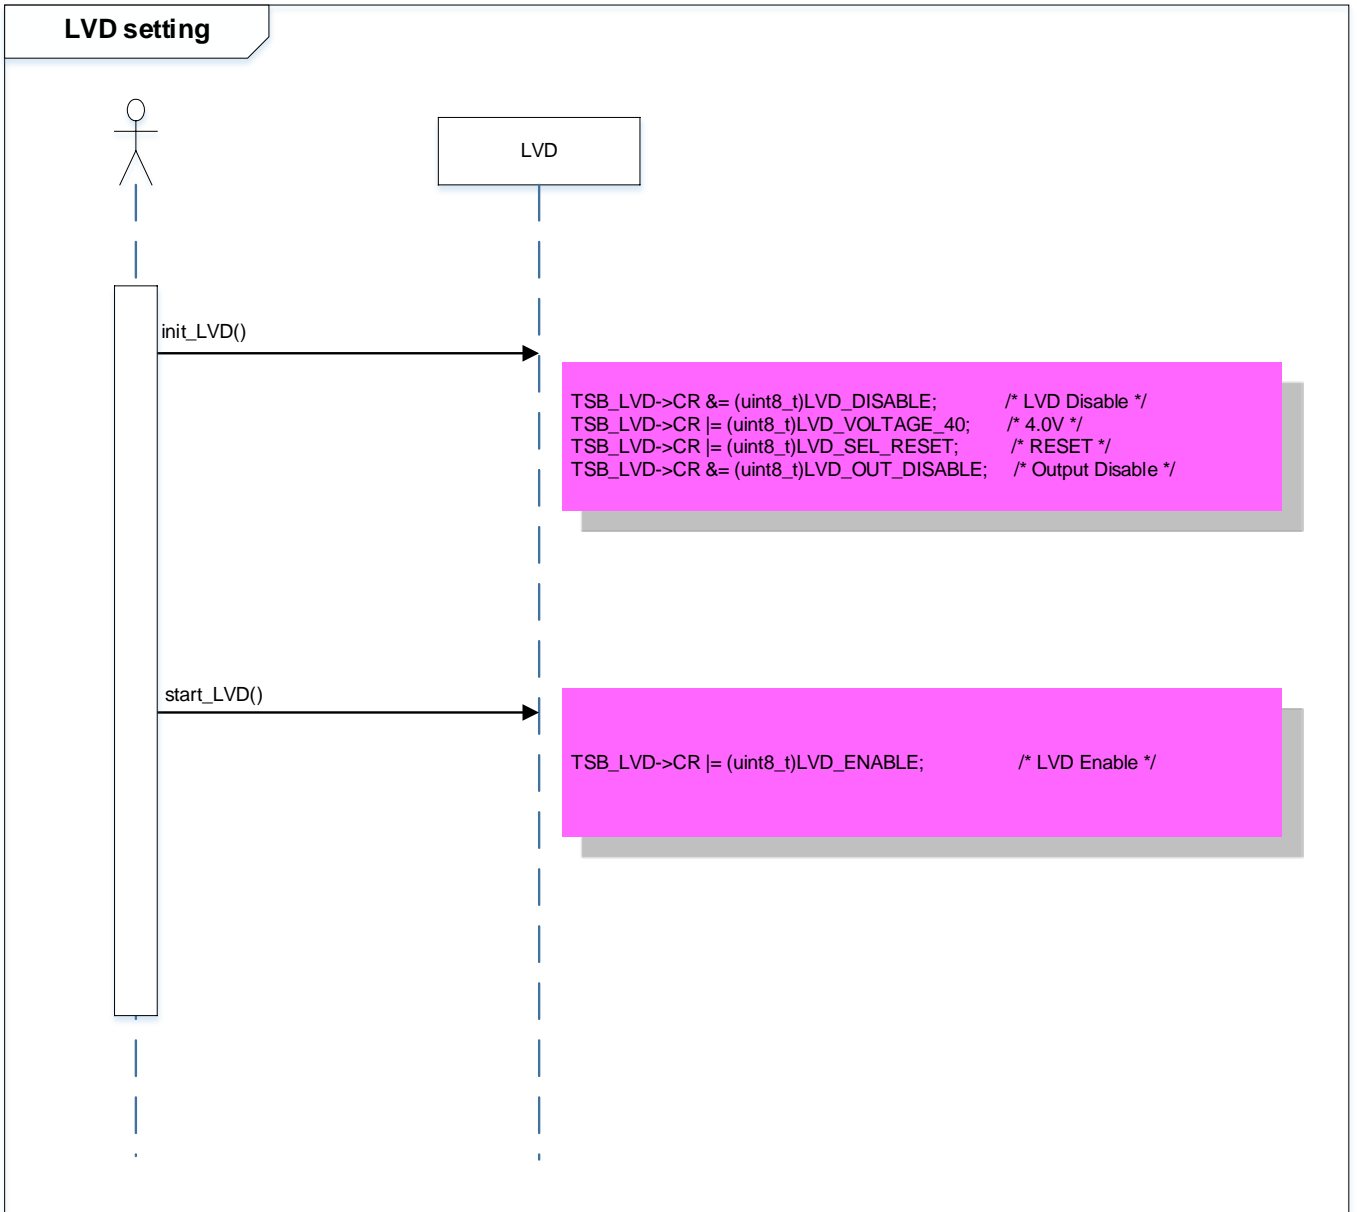 LVD setting
LVD
init_LVD()
TSB_LVD->CR &= (uint8_t)LVD_DISABLE; /* LVD Disable */
TSB_LVD->CR |= (uint8_t)LVD_VOLTAGE_40; /* 4.0V */
TSB_LVD->CR |= (uint8_t)LVD_SEL_RESET; /* RESET */
TSB_LVD->CR &= (uint8_t)LVD_OUT_DISABLE; /* Output Disable */
start_LVD()
TSB_LVD->CR |= (uint8_t)LVD_ENABLE; /* LVD Enable */